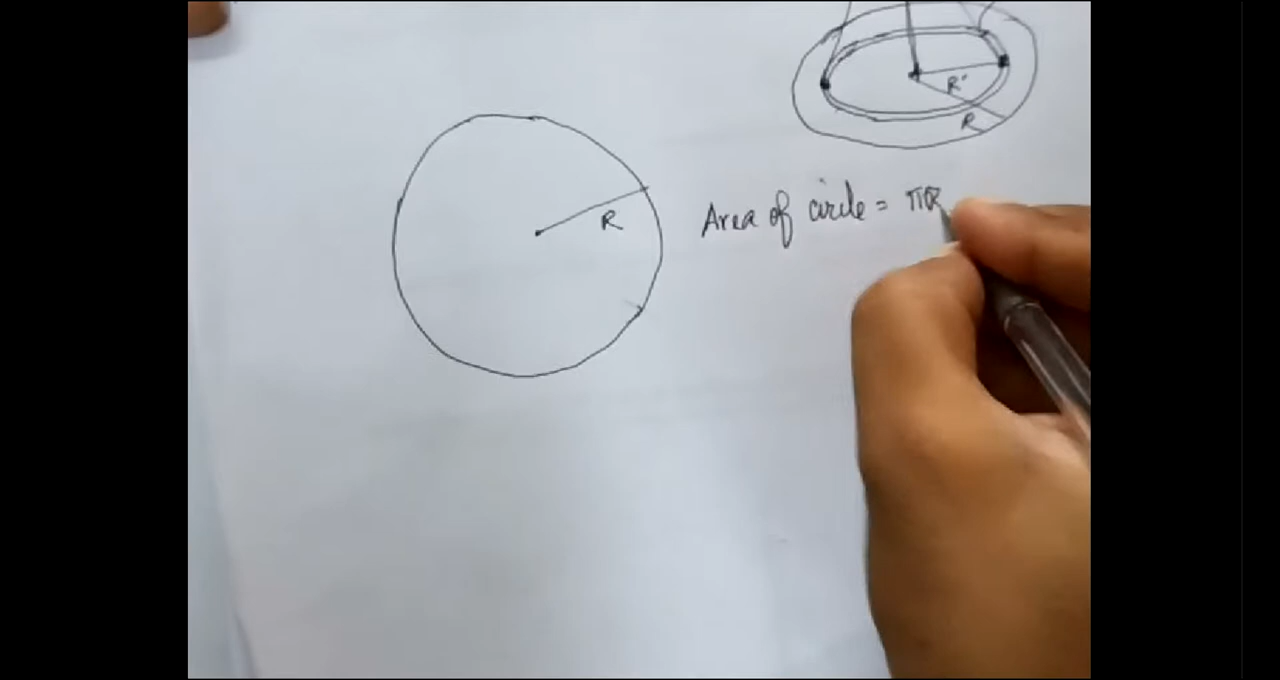 R'
R
R
Area of circle = πR